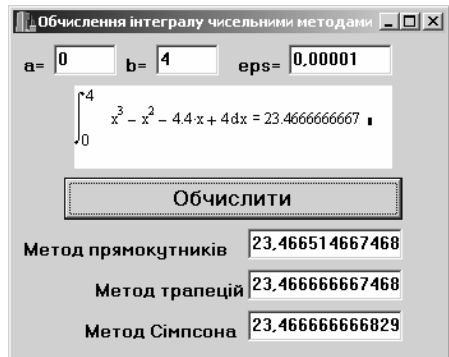 Обчислення інтегралу чисельними методами
a= 0 b= 4 eps= 0,00001
4
x³ − x² − 4.4·x + 4 dx = 23.4666666667
0
Обчислити
Метод прямокутників 23,466514667468
Метод трапецій 23,466666667468
Метод Сімпсона 23,466666666829